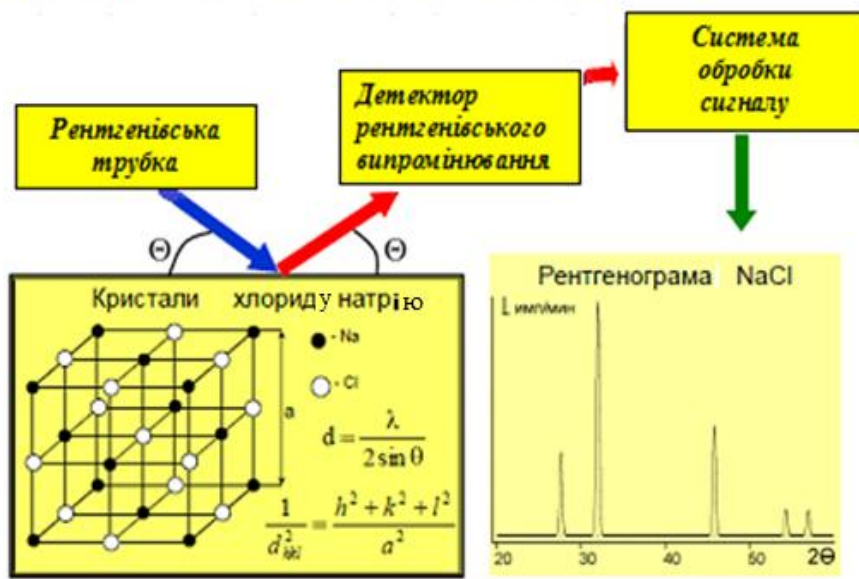 Рентгенівська
трубка
Детектор
рентгенівського
випромінювання
Система
обробки
сигналу
Θ
Θ
Кристали хлориду натрію
- Na
- Cl
a
d = λ / 2 sin θ
1 / d²hkl = h² + k² + l² / a²
Рентгенограма NaCl
I, имп/мин
20 30 40 50 2Θ